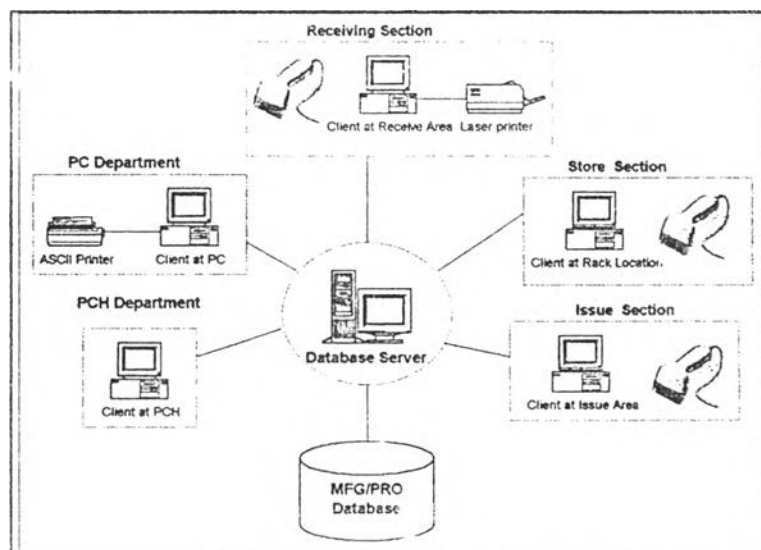 Receiving Section
Client at Receive Area Laser printer
PC Department
ASCII Printer Client at PC
Store Section
Client at Rack Location
PCH Department
Client at PCH
Database Server
Issue Section
Client at Issue Area
MFG/PRO
Database